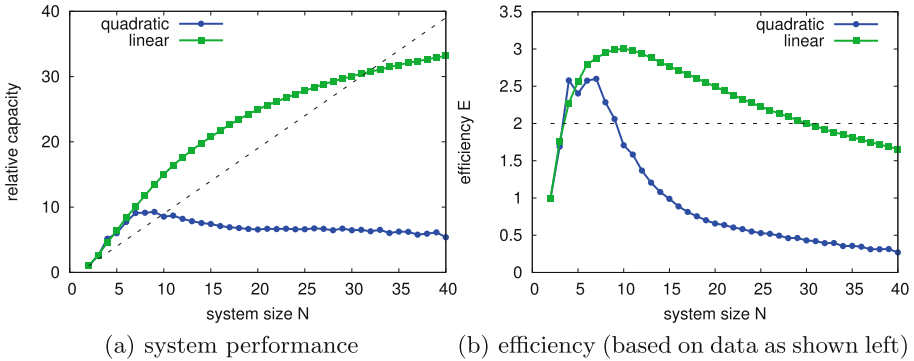 quadratic
linear
40
30
20
10
0
relative capacity
0 5 10 15 20 25 30 35 40
system size N
(a) system performance
quadratic
linear
3.5
3
2.5
2
1.5
1
0.5
0
efficiency E
0 5 10 15 20 25 30 35 40
system size N
(b) efficiency (based on data as shown left)